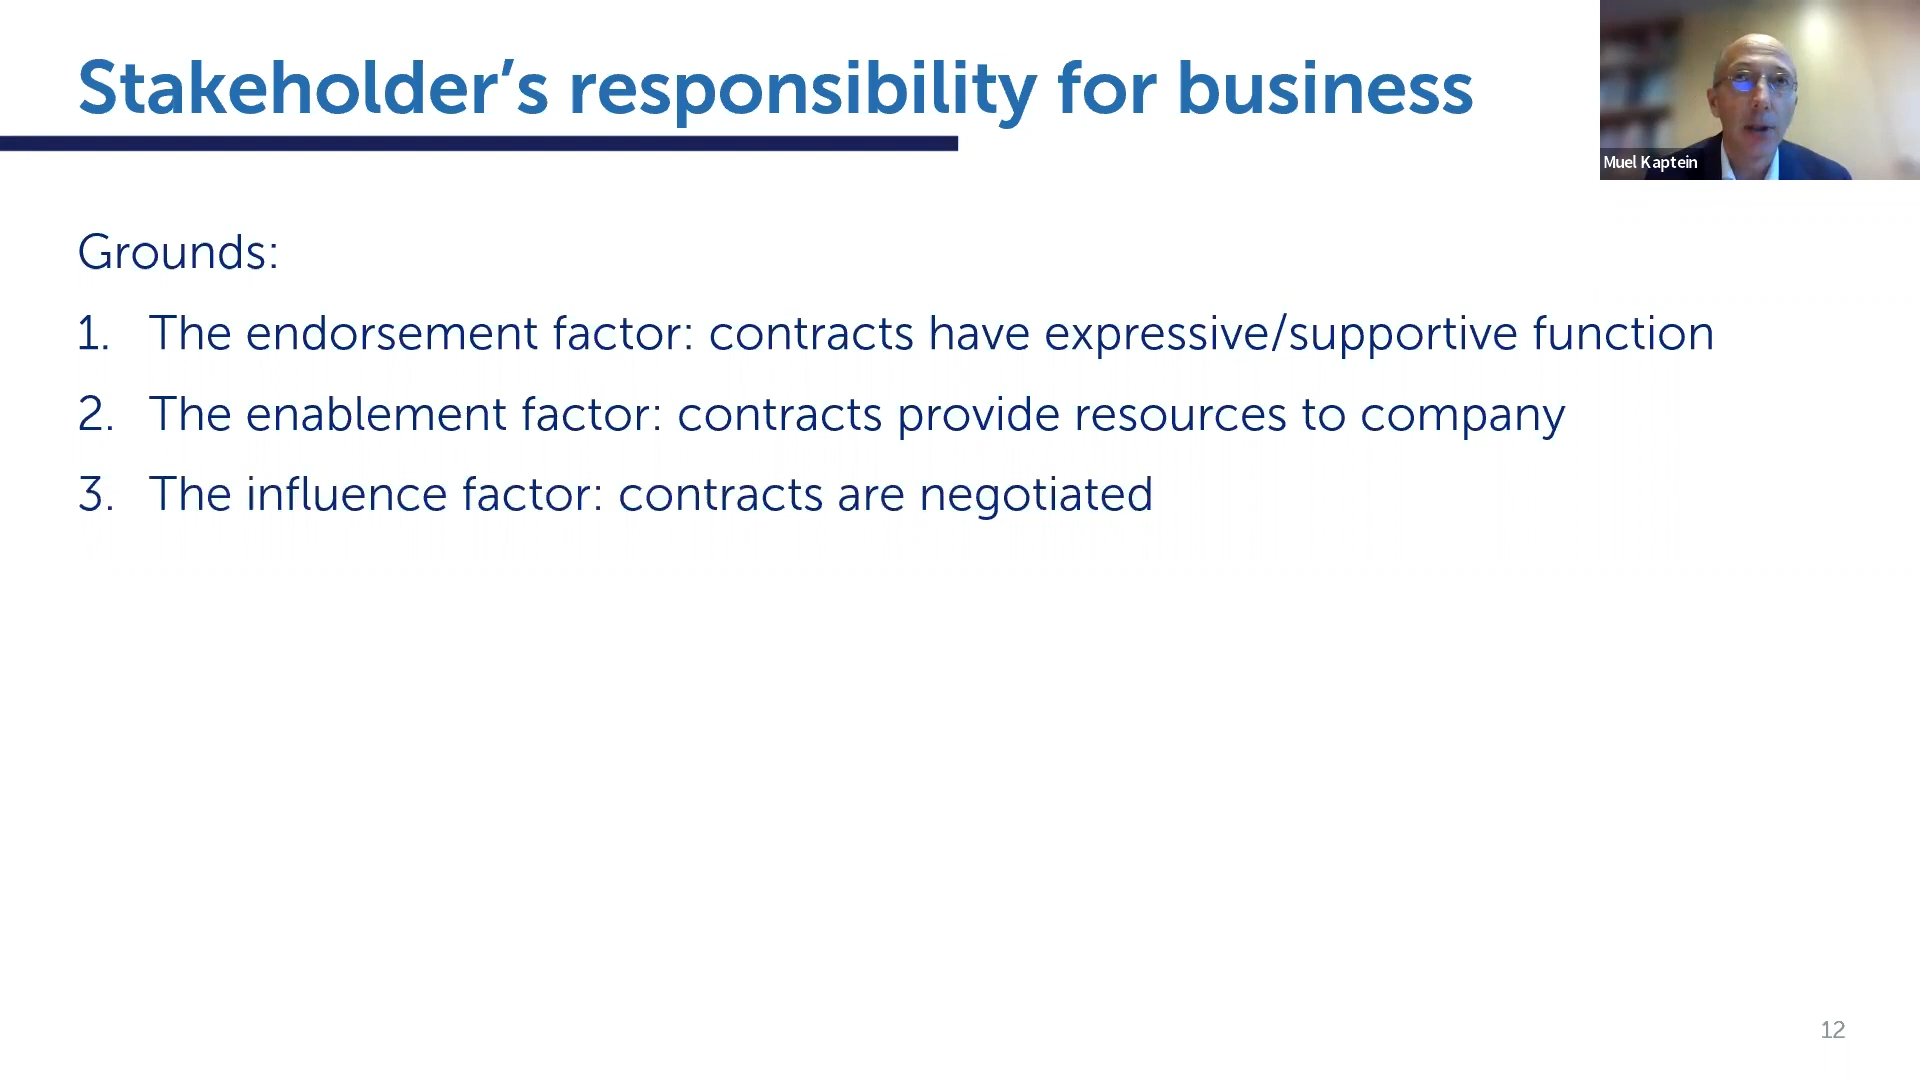 Stakeholder’s responsibility for business
Muel Kaptein
Grounds:
1. The endorsement factor: contracts have expressive/supportive function
2. The enablement factor: contracts provide resources to company
3. The influence factor: contracts are negotiated
12